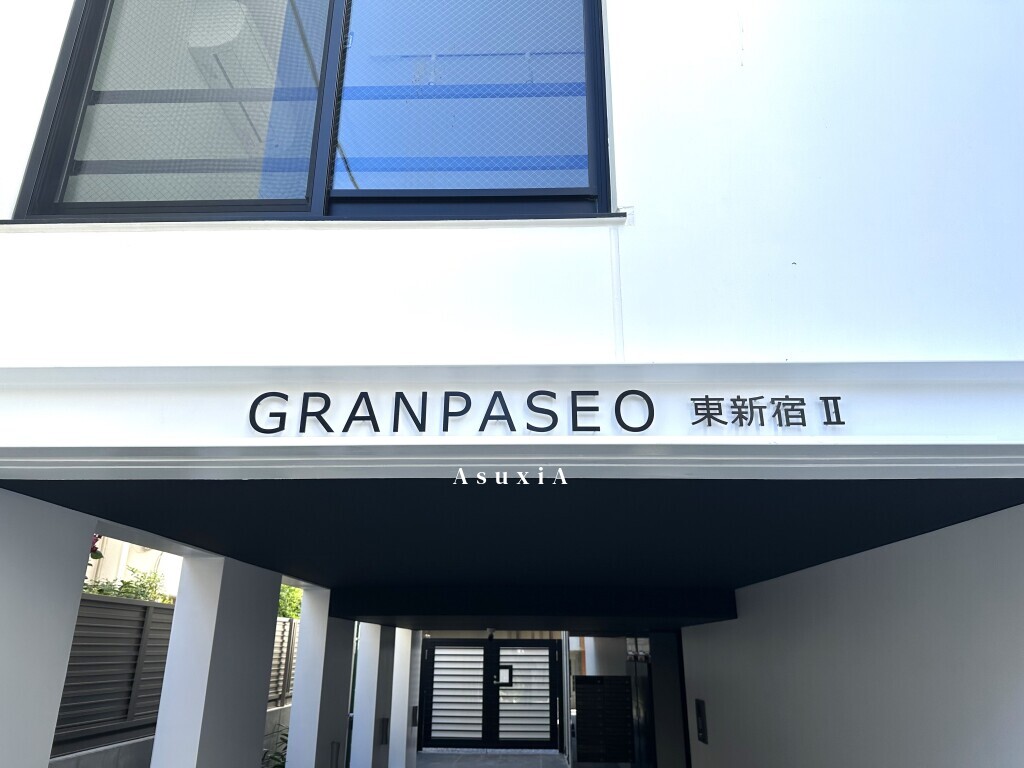 GRANPASEO 東新宿Ⅱ
AsuxiA